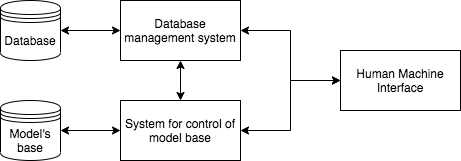 Database
Database
management system
Human Machine
Interface
Model's
base
System for control of
model base